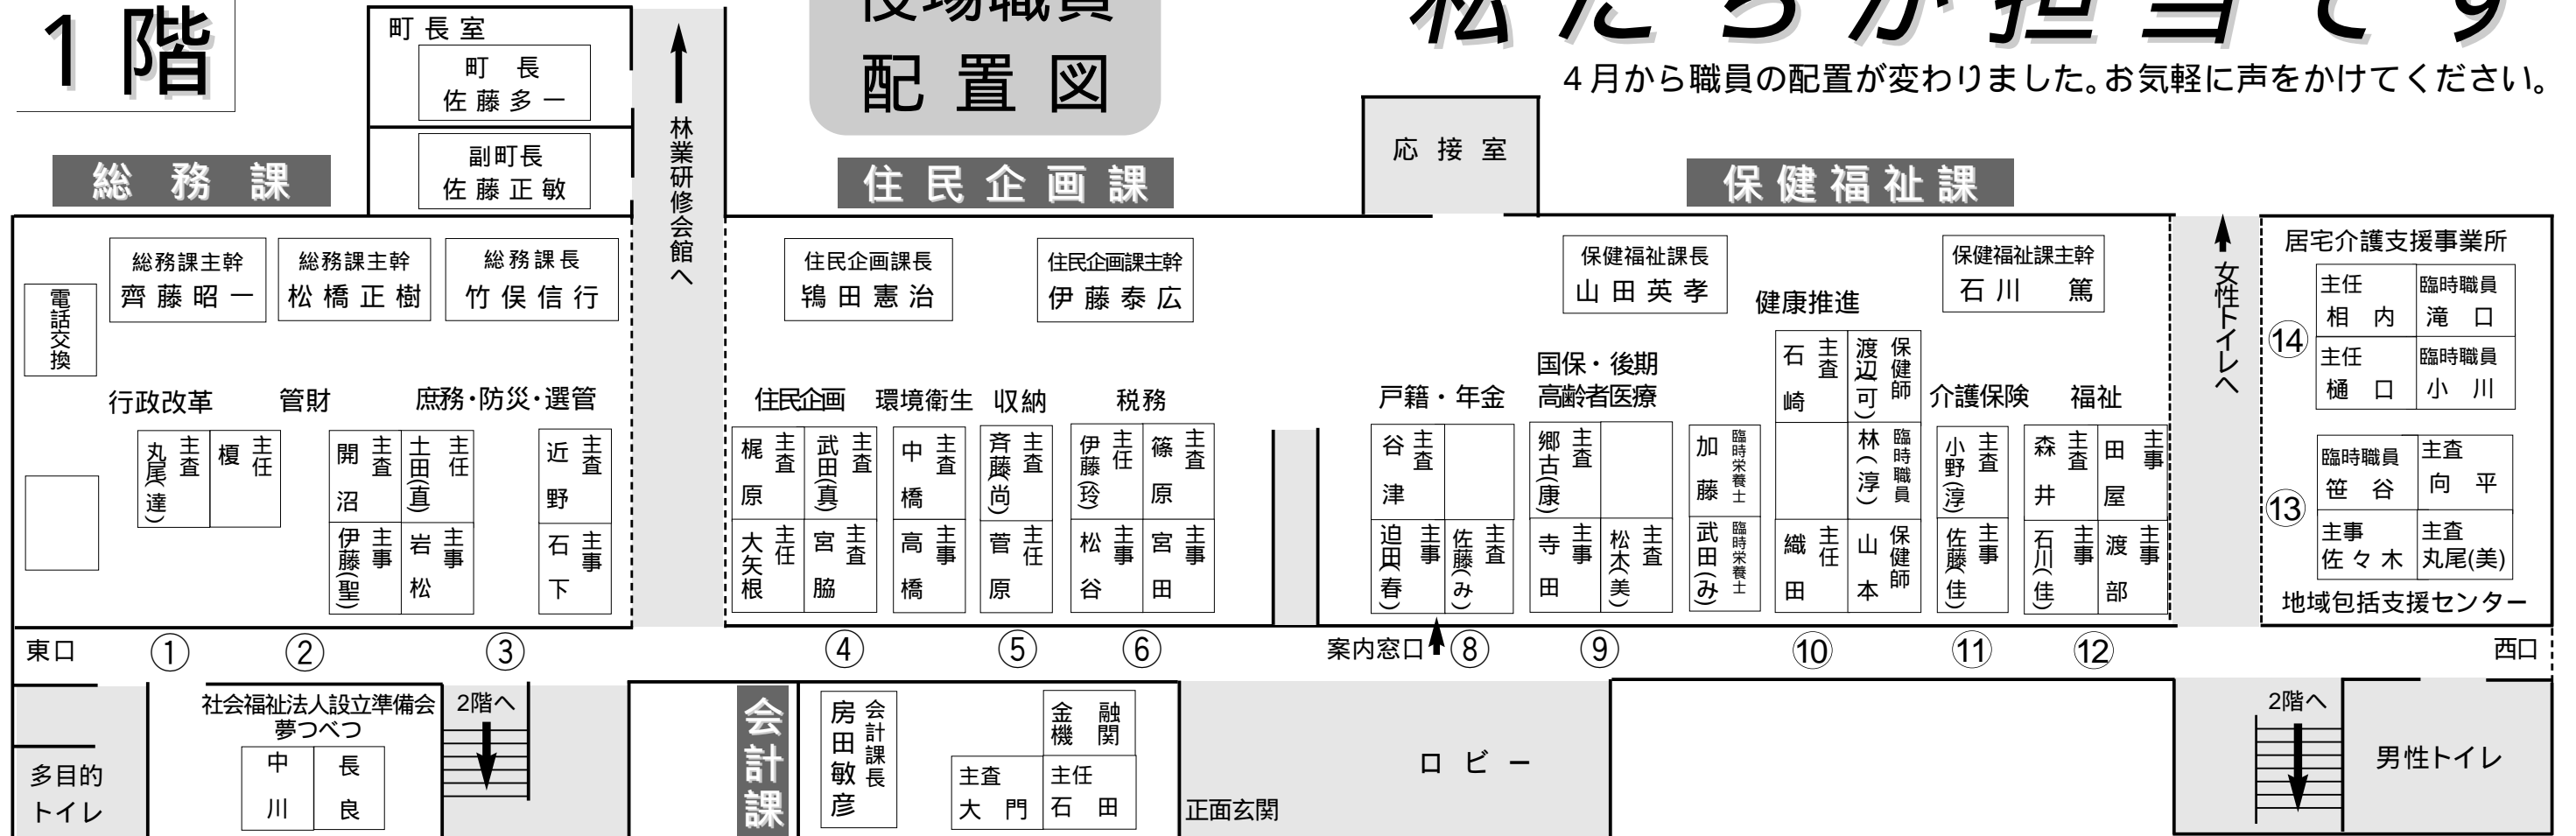 1階
役場職員
配置図
私たちが担当です
4月から職員の配置が変わりました。お気軽に声をかけてください。
町長室
町長
佐藤多一
副町長
佐藤正敏
林業研修会館へ
応接室
総務課
住民企画課
保健福祉課
電話交換
総務課主幹
齊藤昭一
総務課主幹
松橋正樹
総務課長
竹俣信行
行政改革
管財
庶務・防災・選管
主査
丸尾(達)
主任
榎
主査
開沼
主任
土田(真)
主査
近野
主事
伊藤(聖)
主事
岩松
主事
石下
住民企画課長
鴇田憲治
住民企画課主幹
伊藤泰広
住民企画
環境衛生
収納
税務
主査
梶原
武田(真)
主査
中橋
主査
斉藤(尚)
主任
伊藤(玲)
主査
篠原
主任
大矢根
主査
宮脇
主事
高橋
主任
菅原
主事
松谷
主事
宮田
保健福祉課長
山田英孝
保健福祉課主幹
石川篤
戸籍・年金
国保・後期
高齢者医療
健康推進
介護保険
福祉
主査
谷津
主事
迫田(春)
主査
佐藤(み)
主査
郷古(康)
主事
寺田
主査
松木(美)
臨時栄養士
加藤
臨時栄養士
武田(み)
主査
石崎
保健師
渡辺(可)
臨時職員
林(淳)
主任
織田
保健師
山本
主査
小野(淳)
主事
佐藤(佳)
主査
森井
主事
田屋
主事
石川(佳)
主事
渡部
女性トイレへ
居宅介護支援事業所
主任
相内
臨時職員
滝口
主任
樋口
臨時職員
小川
⑭
臨時職員
笹谷
主査
向平
主事
佐々木
主査
丸尾(美)
⑬
地域包括支援センター
東口
①
②
③
④
⑤
⑥
案内窓口
⑧
⑨
⑩
⑪
⑫
西口
多目的
トイレ
社会福祉法人設立準備会
夢つべつ
中川
長良
2階へ
会計課
会計課長
房田敏彦
金融
機関
主査
大門
主任
石田
正面玄関
ロビー
2階へ
男性トイレ